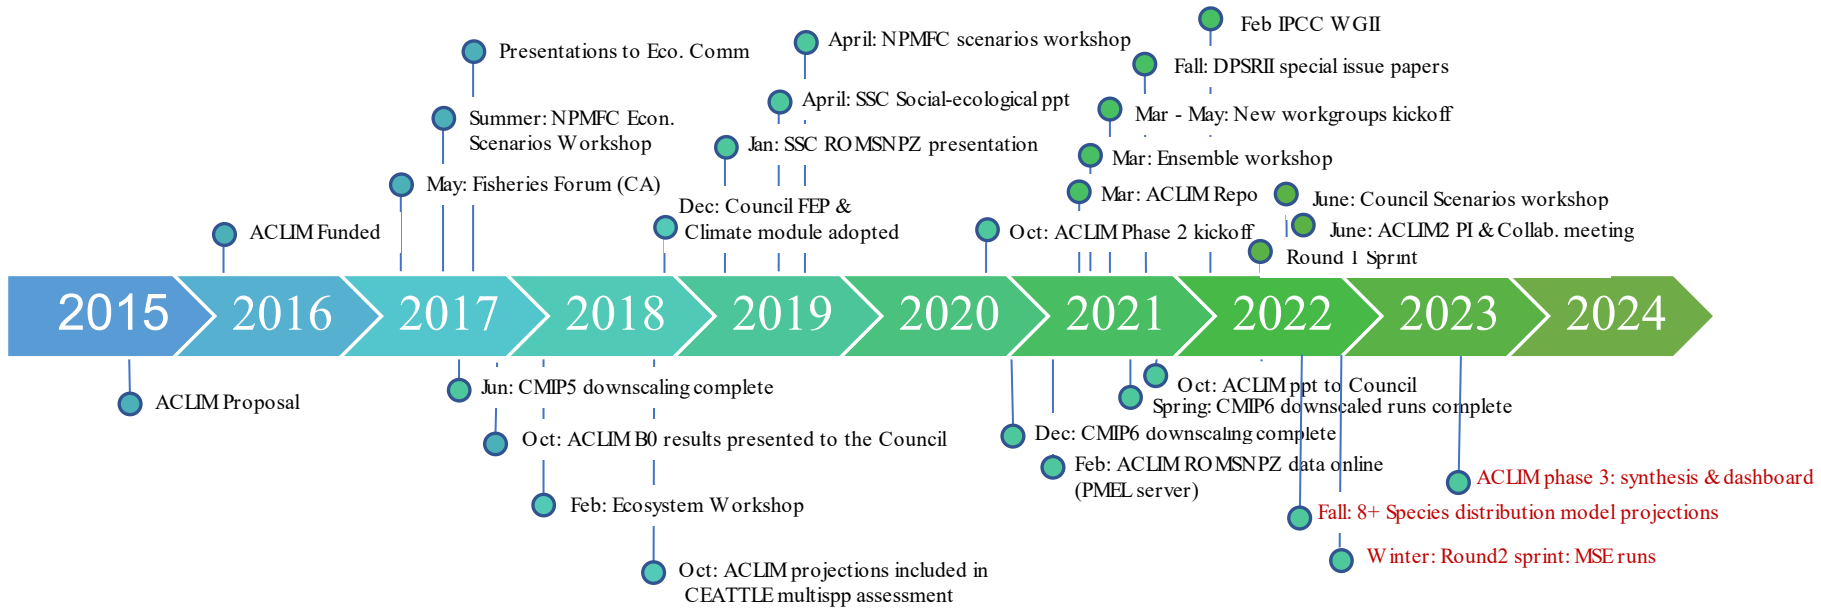 Feb IPCC WGII
April: NPMFC scenarios workshop
Presentations to Eco. Comm
Fall: DPSRII special issue papers
April: SSC Social-ecological ppt
Mar - May: New workgroups kickoff
Summer: NPMFC Econ.
Scenarios Workshop
Jan: SSC ROMSNPZ presentation
Mar: Ensemble workshop
May: Fisheries Forum (CA)
Mar: ACLIM Repo
June: Council Scenarios workshop
Dec: Council FEP &
Climate module adopted
ACLIM Funded
Oct: ACLIM Phase 2 kickoff
June: ACLIM2 PI & Collab. meeting
Round 1 Sprint
2015 2016 2017 2018 2019 2020 2021 2022 2023 2024
ACLIM Proposal
Jun: CMIP5 downscaling complete
Oct: ACLIM ppt to Council
Spring: CMIP6 downscaled runs complete
Oct: ACLIM B0 results presented to the Council
Dec: CMIP6 downscaling complete
Feb: ACLIM ROMSNPZ data online
(PMEL server)
ACLIM phase 3: synthesis & dashboard
Feb: Ecosystem Workshop
Fall: 8+ Species distribution model projections
Winter: Round2 sprint: MSE runs
Oct: ACLIM projections included in
CEATTLE multispp assessment